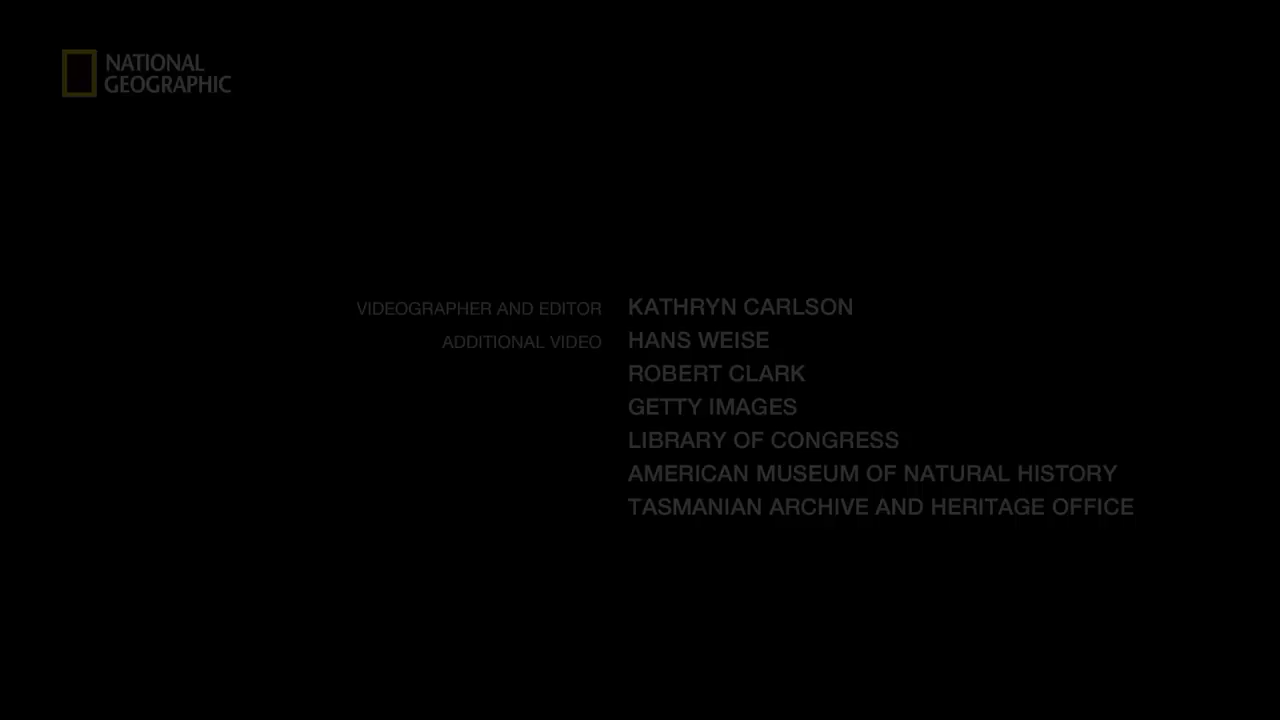 NATIONAL
GEOGRAPHIC
VIDEOGRAPHER AND EDITOR KATHRYN CARLSON
ADDITIONAL VIDEO HANS WEISE
ROBERT CLARK
GETTY IMAGES
LIBRARY OF CONGRESS
AMERICAN MUSEUM OF NATURAL HISTORY
TASMANIAN ARCHIVE AND HERITAGE OFFICE